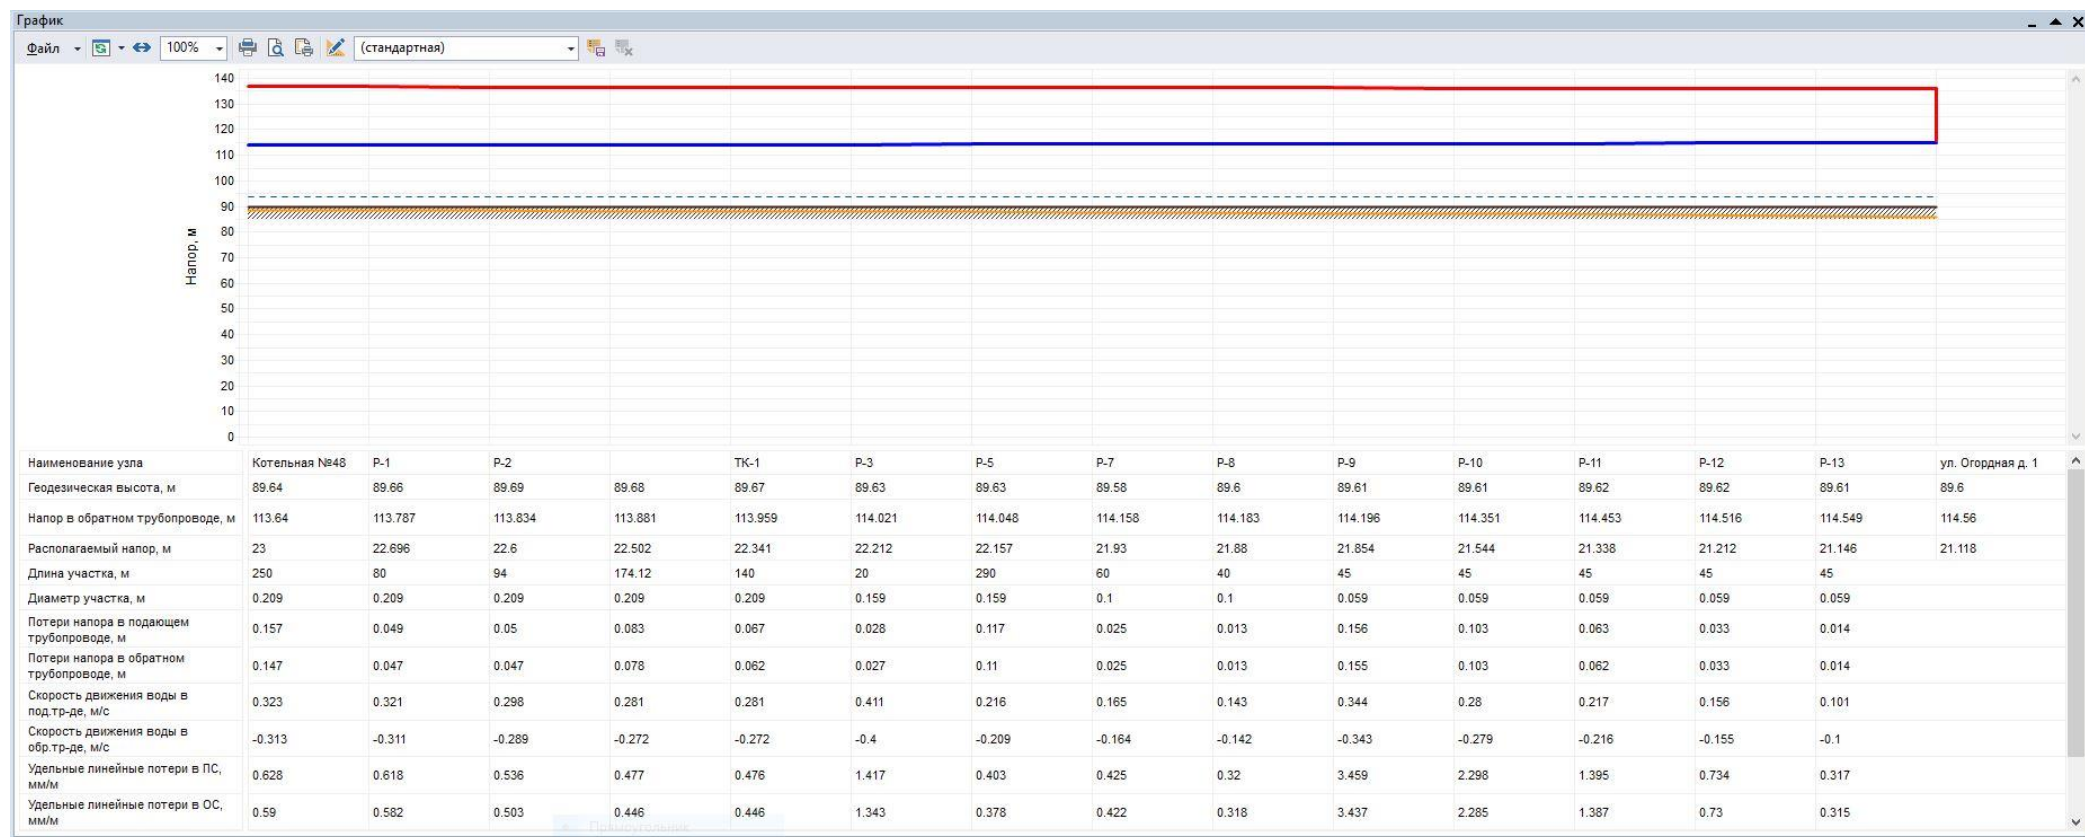 График
Файл 100% (стандартная)
140
130
120
110
100
90
80
70
60
50
40
30
20
10
0
Напор, м
Наименование узла Котельная №48 Р-1 Р-2 ТК-1 Р-3 Р-5 Р-7 Р-8 Р-9 Р-10 Р-11 Р-12 Р-13 ул. Огордная д. 1
Геодезическая высота, м 89.64 89.66 89.69 89.68 89.67 89.63 89.63 89.58 89.6 89.61 89.61 89.62 89.62 89.61 89.6
Напор в обратном трубопроводе, м 113.64 113.787 113.834 113.881 113.959 114.021 114.048 114.158 114.183 114.196 114.351 114.453 114.516 114.549 114.56
Располагаемый напор, м 23 22.696 22.6 22.502 22.341 22.212 22.157 21.93 21.88 21.854 21.544 21.338 21.212 21.146 21.118
Длина участка, м 250 80 94 174.12 140 20 290 60 40 45 45 45 45 45
Диаметр участка, м 0.209 0.209 0.209 0.209 0.209 0.159 0.159 0.1 0.1 0.059 0.059 0.059 0.059 0.059
Потери напора в подающем
трубопроводе, м 0.157 0.049 0.05 0.083 0.067 0.028 0.117 0.025 0.013 0.156 0.103 0.063 0.033 0.014
Потери напора в обратном
трубопроводе, м 0.147 0.047 0.047 0.078 0.062 0.027 0.11 0.025 0.013 0.155 0.103 0.062 0.033 0.014
Скорость движения воды в
под.тр-де, м/с 0.323 0.321 0.298 0.281 0.281 0.411 0.216 0.165 0.143 0.344 0.28 0.217 0.156 0.101
Скорость движения воды в
обр.тр-де, м/с -0.313 -0.311 -0.289 -0.272 -0.272 -0.4 -0.209 -0.164 -0.142 -0.343 -0.279 -0.216 -0.155 -0.1
Удельные линейные потери в ПС,
мм/м 0.628 0.618 0.536 0.477 0.476 1.417 0.403 0.425 0.32 3.459 2.298 1.395 0.734 0.317
Удельные линейные потери в ОС,
мм/м 0.59 0.582 0.503 0.446 0.446 1.343 0.378 0.422 0.318 3.437 2.285 1.387 0.73 0.315
Прямоугольник